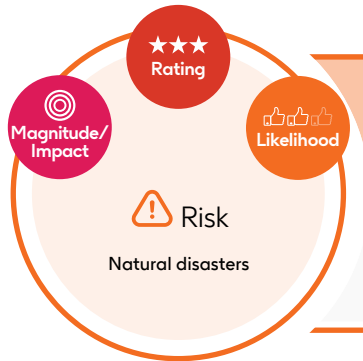 Rating
Magnitude/
Impact
Likelihood
Risk
Natural disasters